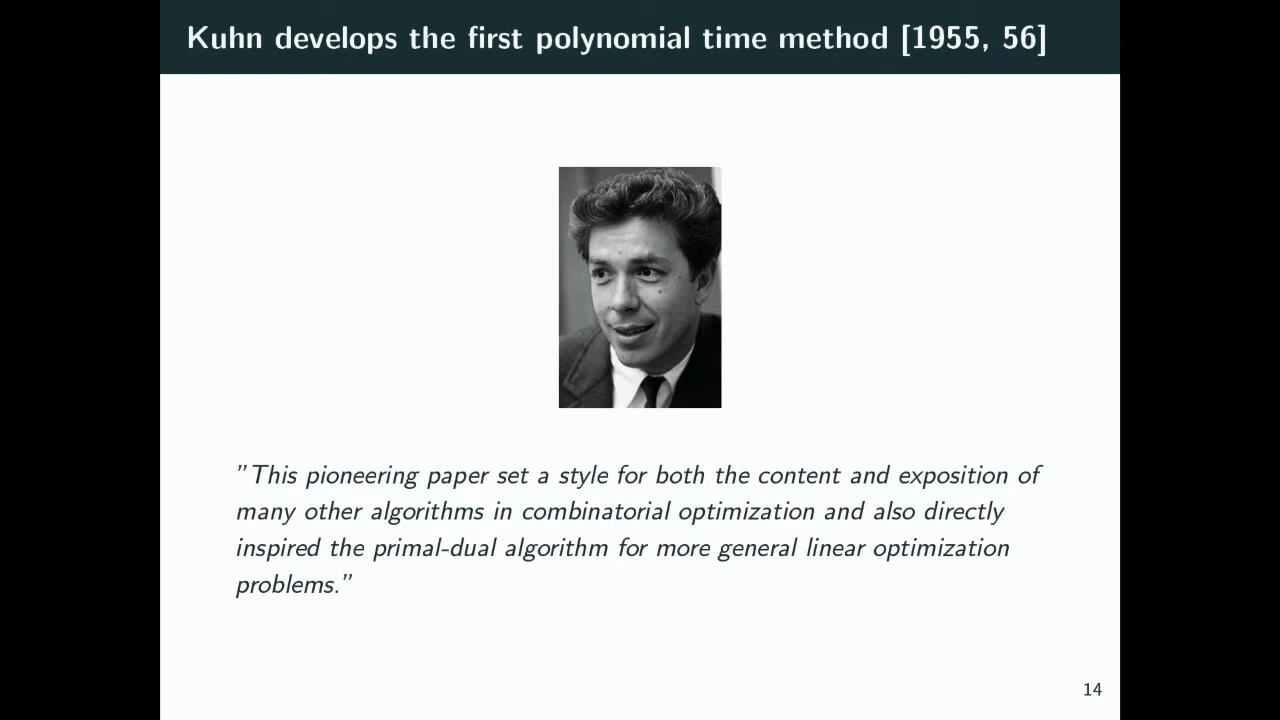 Kuhn develops the first polynomial time method [1955, 56]
"This pioneering paper set a style for both the content and exposition of
many other algorithms in combinatorial optimization and also directly
inspired the primal-dual algorithm for more general linear optimization
problems."
14